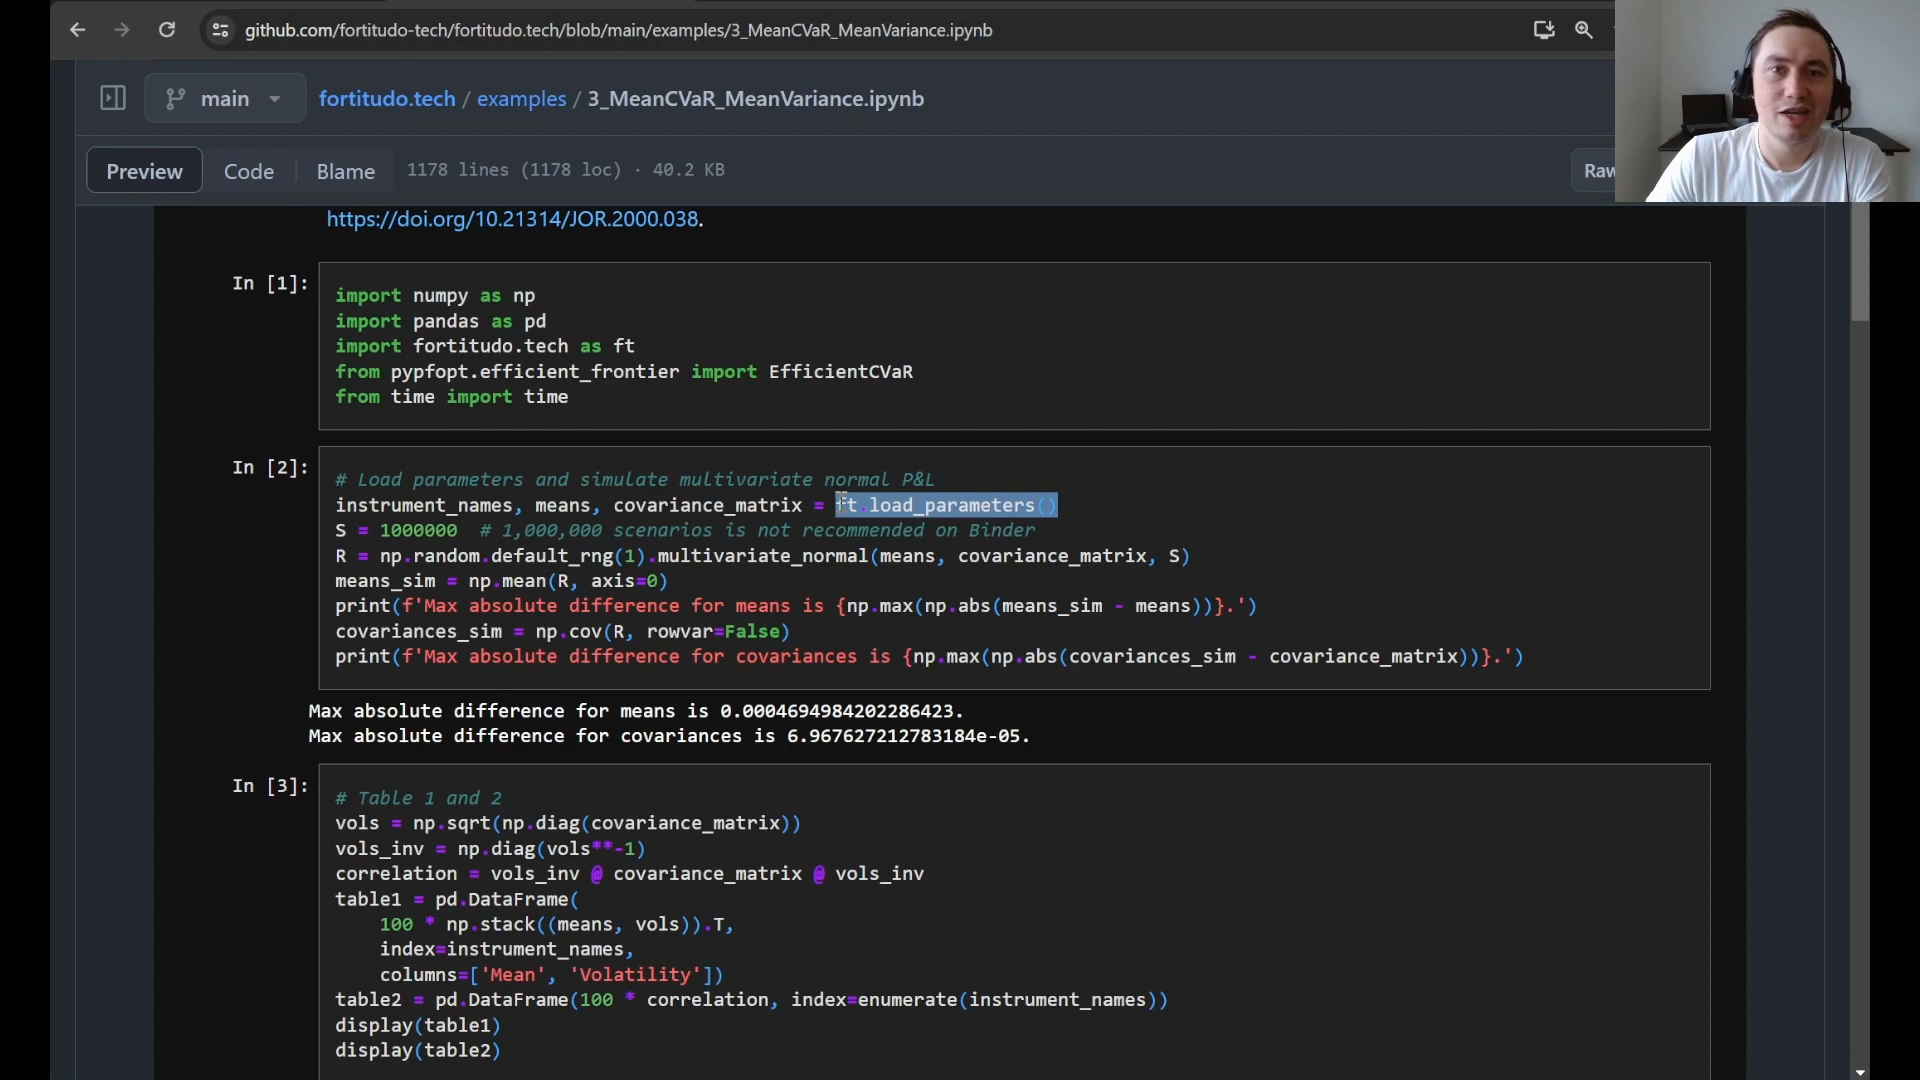 github.com/fortitudo-tech/fortitudo.tech/blob/main/examples/3_MeanCVaR_MeanVariance.ipynb
main
fortitudo.tech / examples / 3_MeanCVaR_MeanVariance.ipynb
Preview Code Blame 1178 lines (1178 loc) · 40.2 KB
Raw
https://doi.org/10.21314/JOR.2000.038.
In [1]:
import numpy as np
import pandas as pd
import fortitudo.tech as ft
from pypfopt.efficient_frontier import EfficientCVaR
from time import time
In [2]:
# Load parameters and simulate multivariate normal P&L
instrument_names, means, covariance_matrix = ft.load_parameters()
S = 1000000  # 1,000,000 scenarios is not recommended on Binder
R = np.random.default_rng(1).multivariate_normal(means, covariance_matrix, S)
means_sim = np.mean(R, axis=0)
print(f'Max absolute difference for means is {np.max(np.abs(means_sim - means))}.')
covariances_sim = np.cov(R, rowvar=False)
print(f'Max absolute difference for covariances is {np.max(np.abs(covariances_sim - covariance_matrix))}.')
Max absolute difference for means is 0.0004694984202286423.
Max absolute difference for covariances is 6.967627212783184e-05.
In [3]:
# Table 1 and 2
vols = np.sqrt(np.diag(covariance_matrix))
vols_inv = np.diag(vols**-1)
correlation = vols_inv @ covariance_matrix @ vols_inv
table1 = pd.DataFrame(
    100 * np.stack((means, vols)).T,
    index=instrument_names,
    columns=['Mean', 'Volatility'])
table2 = pd.DataFrame(100 * correlation, index=enumerate(instrument_names))
display(table1)
display(table2)